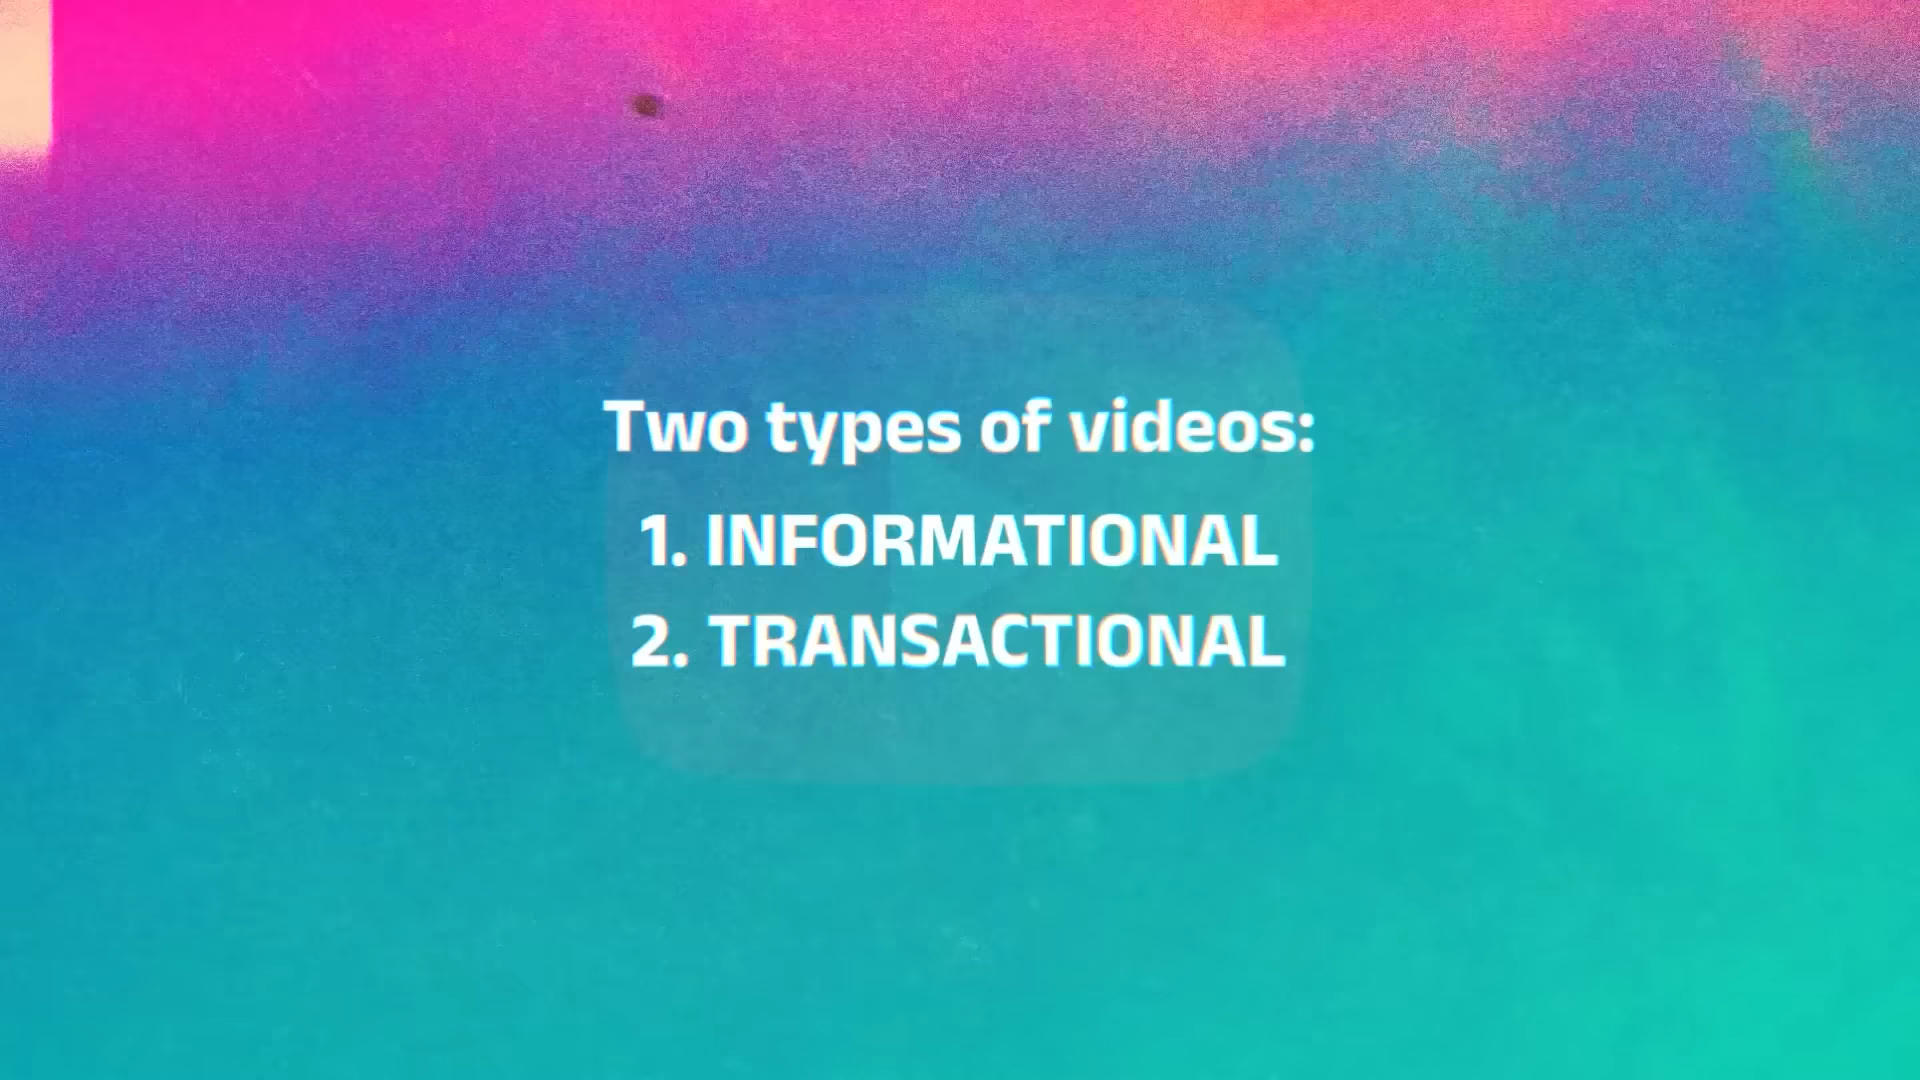 Two types of videos:
1. INFORMATIONAL
2. TRANSACTIONAL